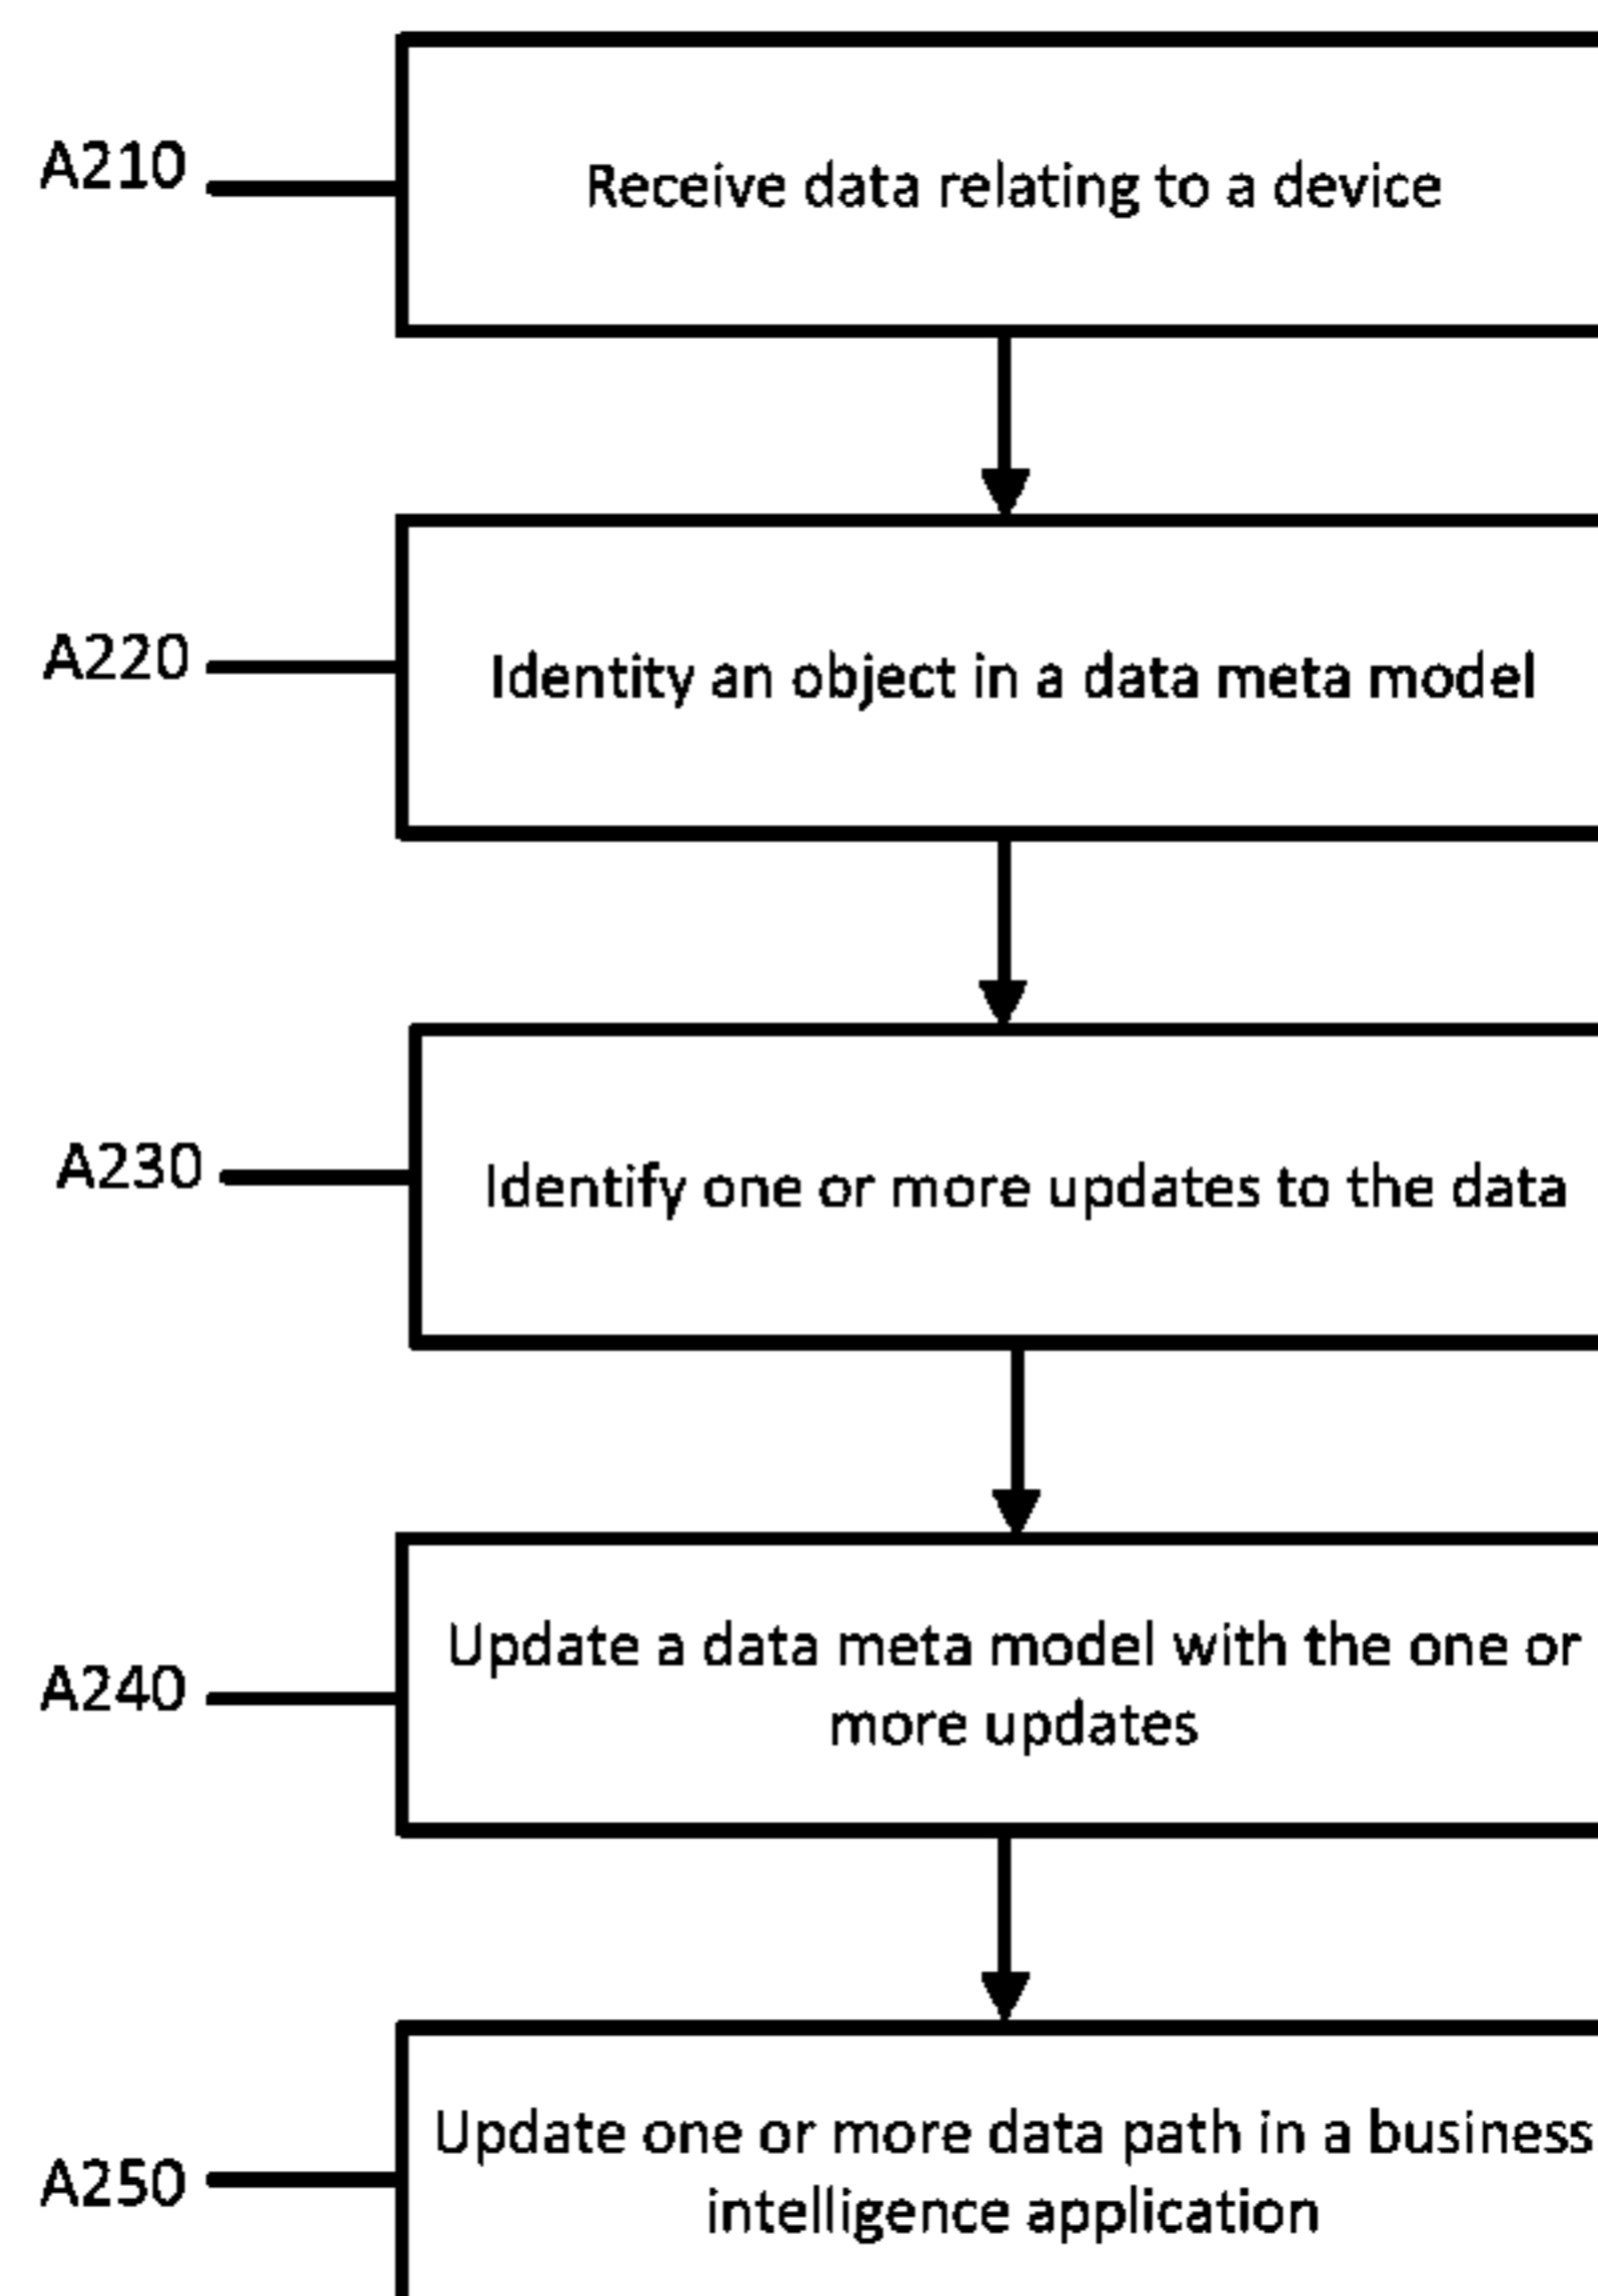 A210
Receive data relating to a device
A220
Identity an object in a data meta model
A230
Identify one or more updates to the data
A240
Update a data meta model with the one or
more updates
A250
Update one or more data path in a business
intelligence application